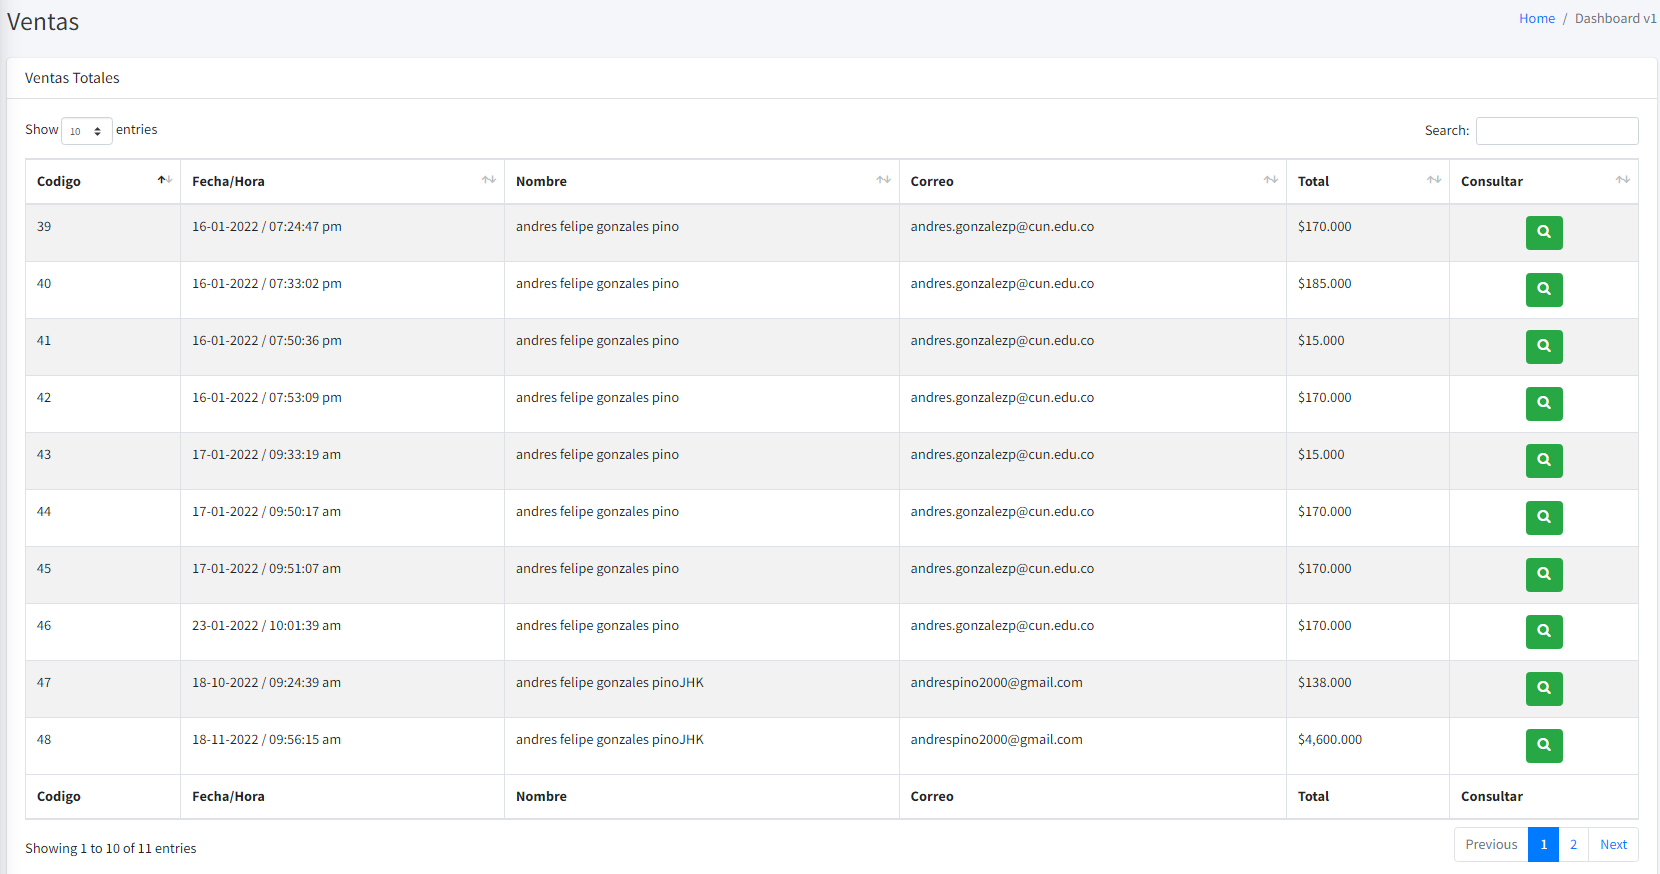 Ventas
Home / Dashboard v1
Ventas Totales
Show 10 entries
Search:
Codigo Fecha/Hora Nombre Correo Total Consultar
39 16-01-2022 / 07:24:47 pm andres felipe gonzales pino andres.gonzalezp@cun.edu.co $170.000
40 16-01-2022 / 07:33:02 pm andres felipe gonzales pino andres.gonzalezp@cun.edu.co $185.000
41 16-01-2022 / 07:50:36 pm andres felipe gonzales pino andres.gonzalezp@cun.edu.co $15.000
42 16-01-2022 / 07:53:09 pm andres felipe gonzales pino andres.gonzalezp@cun.edu.co $170.000
43 17-01-2022 / 09:33:19 am andres felipe gonzales pino andres.gonzalezp@cun.edu.co $15.000
44 17-01-2022 / 09:50:17 am andres felipe gonzales pino andres.gonzalezp@cun.edu.co $170.000
45 17-01-2022 / 09:51:07 am andres felipe gonzales pino andres.gonzalezp@cun.edu.co $170.000
46 23-01-2022 / 10:01:39 am andres felipe gonzales pino andres.gonzalezp@cun.edu.co $170.000
47 18-10-2022 / 09:24:39 am andres felipe gonzales pinoJHK andrespino2000@gmail.com $138.000
48 18-11-2022 / 09:56:15 am andres felipe gonzales pinoJHK andrespino2000@gmail.com $4,600.000
Codigo Fecha/Hora Nombre Correo Total Consultar
Showing 1 to 10 of 11 entries
Previous 1 2 Next